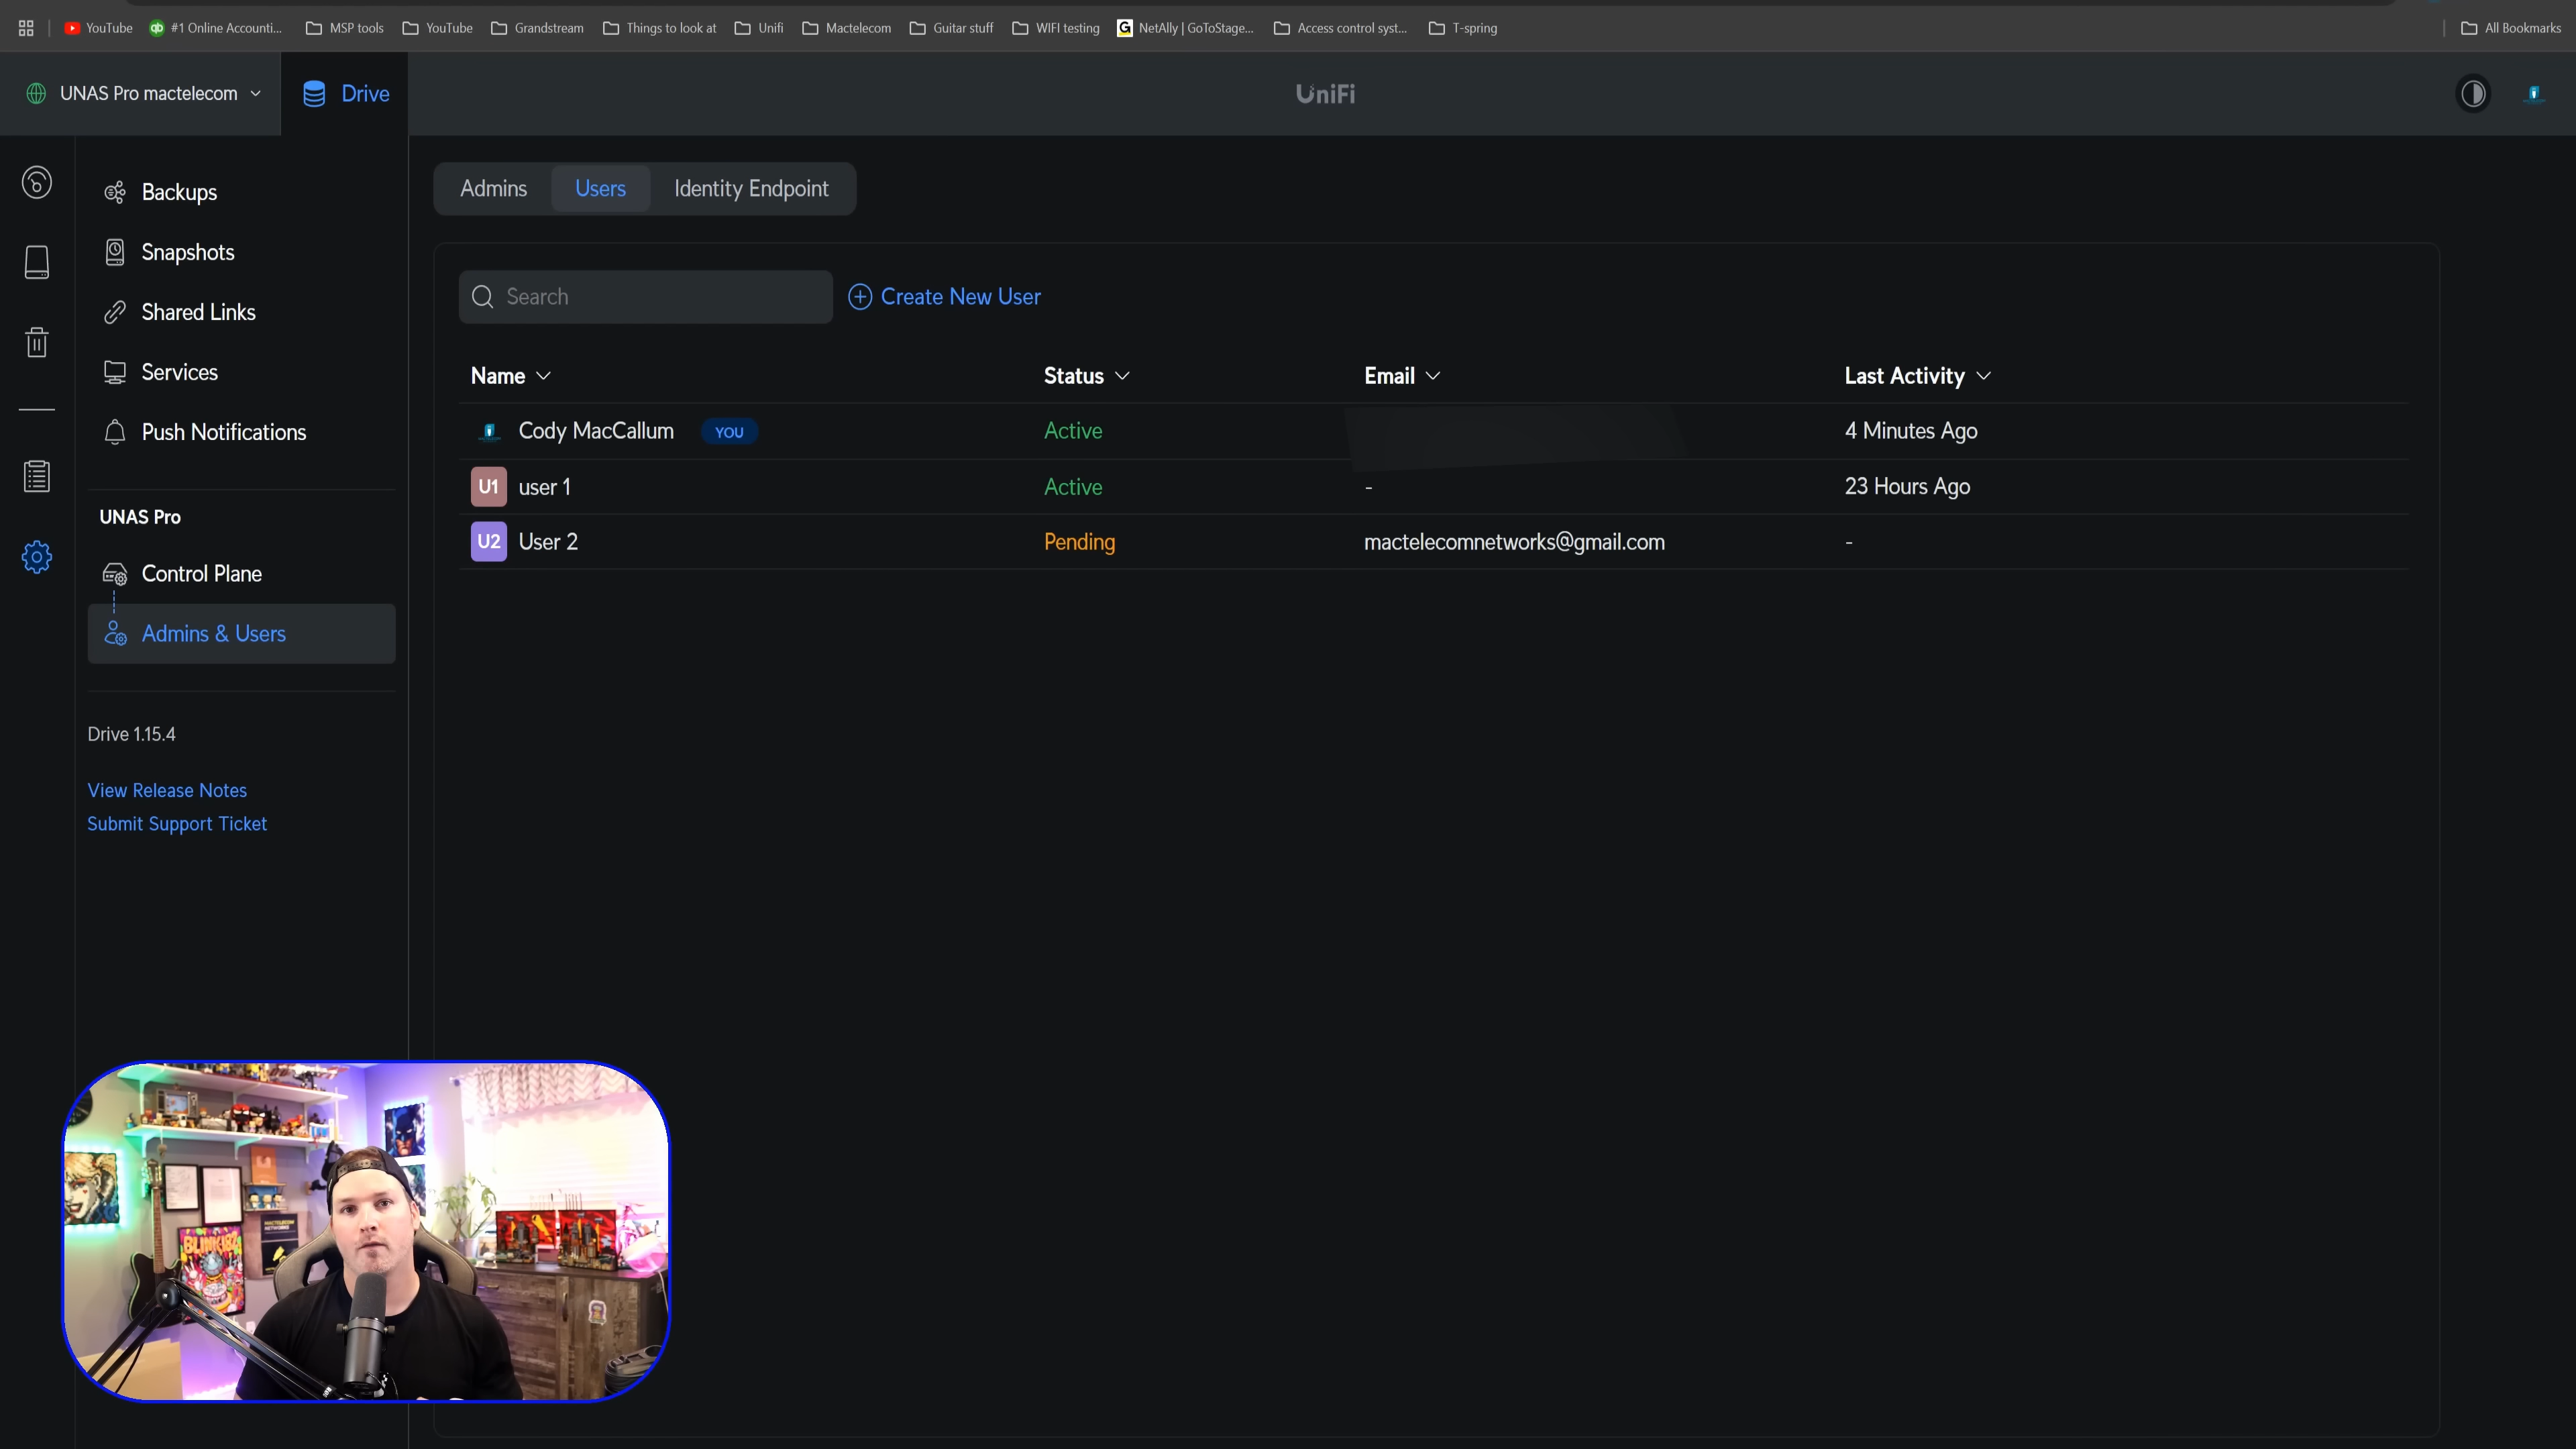 YouTube #1 Online Accounti... MSP tools YouTube Grandstream Things to look at Unifi Mactelecom Guitar stuff WIFI testing NetAlly | GoToStage... Access control syst... T-spring All Bookmarks
UNAS Pro mactelecom Drive UniFi
Backups
Snapshots
Shared Links
Services
Push Notifications
UNAS Pro
Control Plane
Admins & Users
Drive 1.15.4
View Release Notes
Submit Support Ticket
Admins Users Identity Endpoint
Search Create New User
Name Status Email Last Activity
Cody MacCallum YOU Active 4 Minutes Ago
U1 user 1 Active - 23 Hours Ago
U2 User 2 Pending mactelecomnetworks@gmail.com -
BLINK182
MACTELECOM
NETWORKS